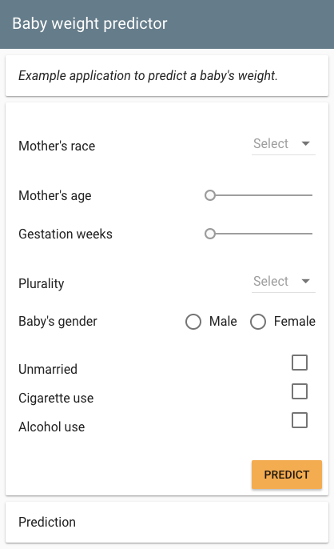 Baby weight predictor
Example application to predict a baby's weight.
Mother's race Select
Mother's age
Gestation weeks
Plurality Select
Baby's gender Male Female
Unmarried
Cigarette use
Alcohol use
PREDICT
Prediction